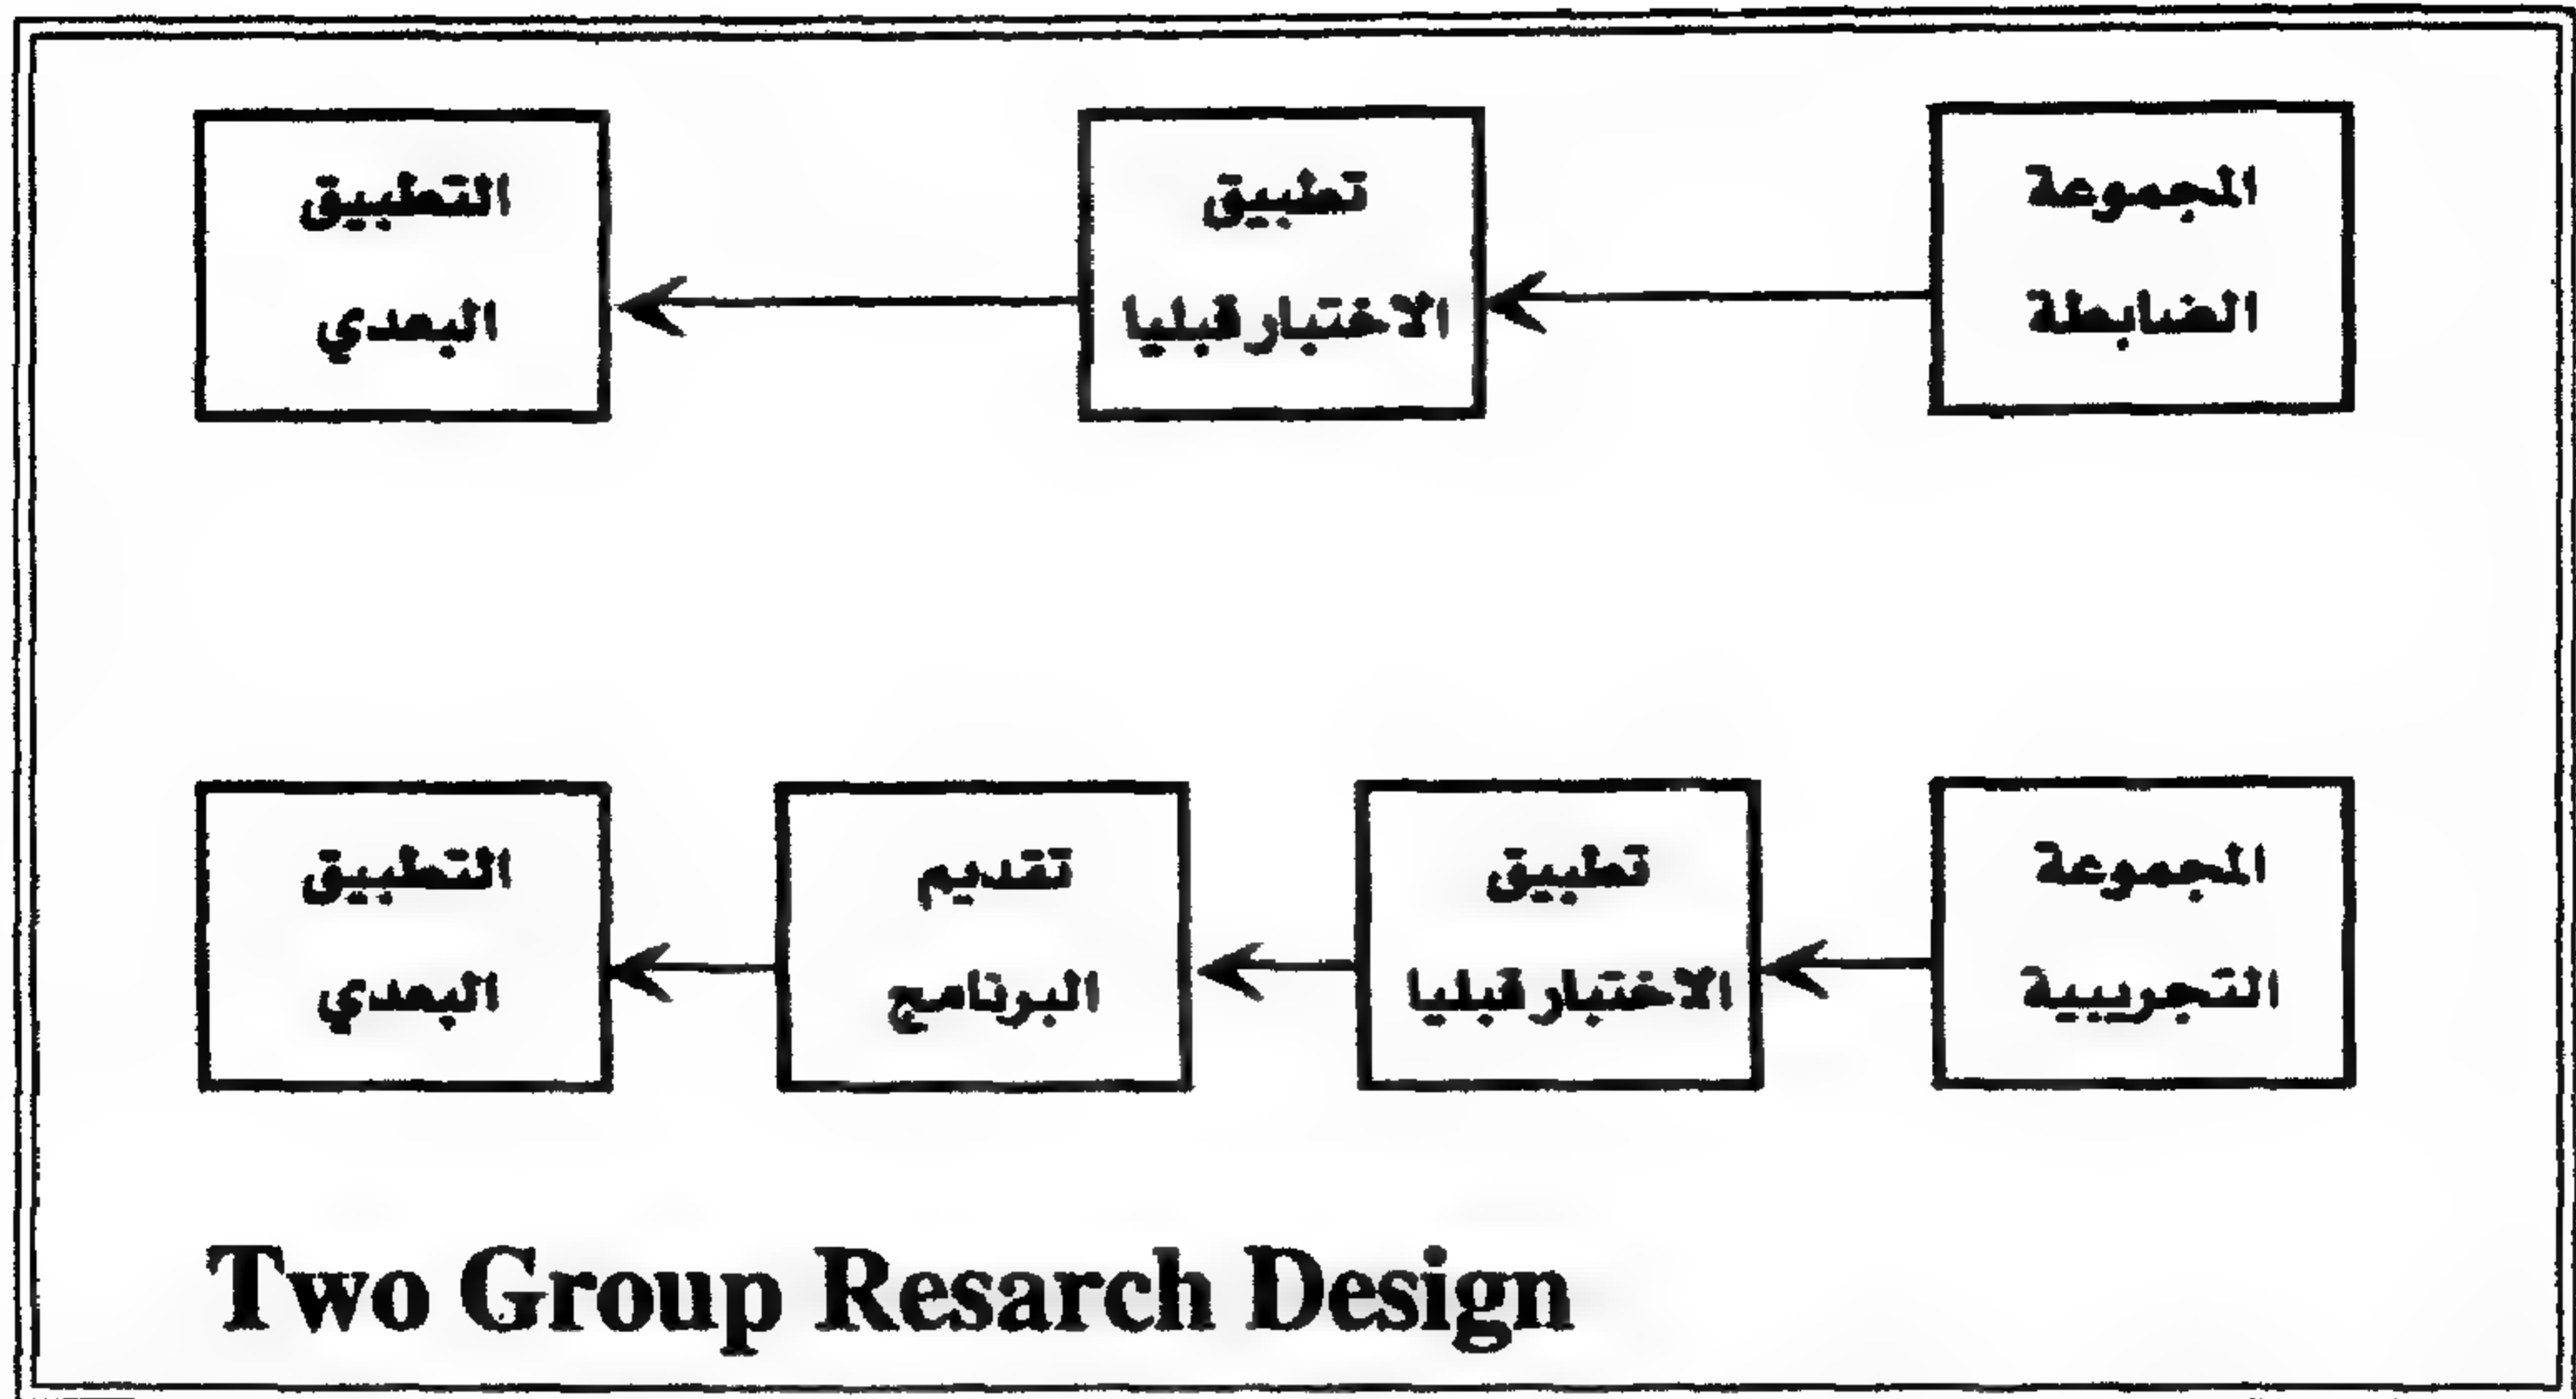 المجموعة
الضابطة
تطبيق
الاختبار قبليا
التطبيق
البعدي
المجموعة
التجريبية
تطبيق
الاختبار قبليا
تقديم
البرنامج
التطبيق
البعدي
Two Group Resarch Design